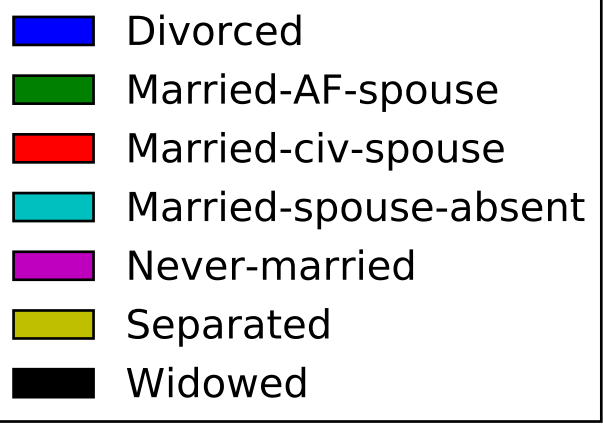 Divorced
Married-AF-spouse
Married-civ-spouse
Married-spouse-absent
Never-married
Separated
Widowed